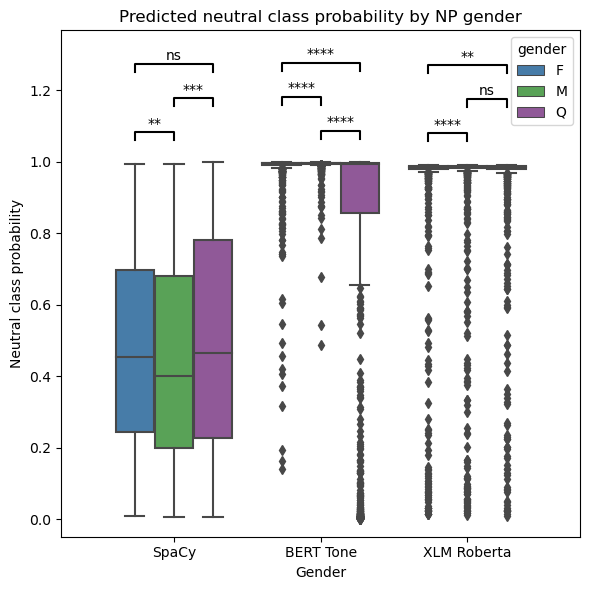 Predicted neutral class probability by NP gender
gender
F
M
Q
ns
***
**
****
****
****
**
ns
****
Neutral class probability
1.2
1.0
0.8
0.6
0.4
0.2
0.0
SpaCy BERT Tone XLM Roberta
Gender